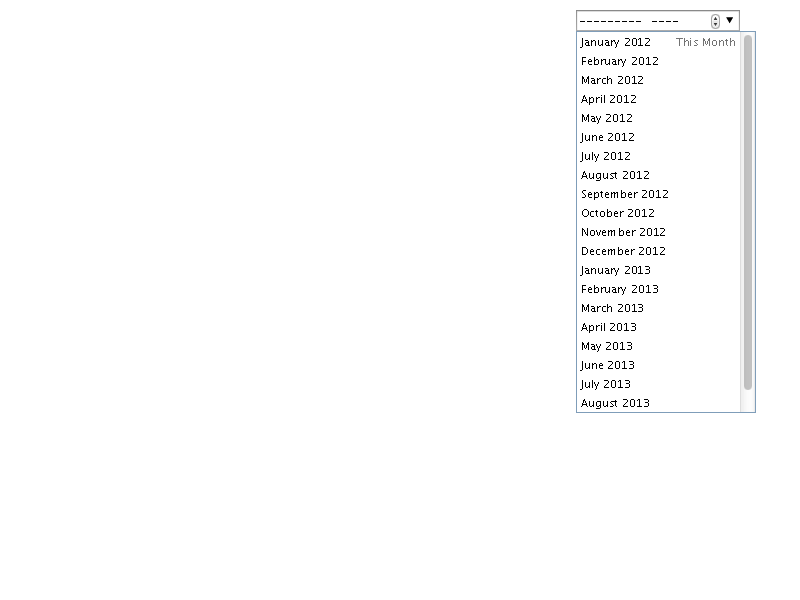 --------- ----
January 2012 This Month
February 2012
March 2012
April 2012
May 2012
June 2012
July 2012
August 2012
September 2012
October 2012
November 2012
December 2012
January 2013
February 2013
March 2013
April 2013
May 2013
June 2013
July 2013
August 2013